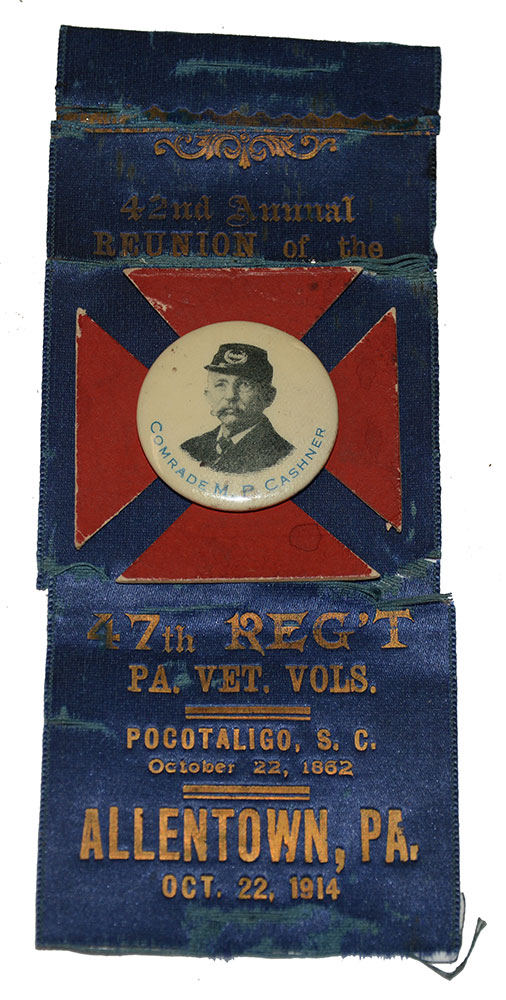 42nd Annual
REUNION of the
COMRADE M. P. CASHNER
47th REG'T
PA. VET. VOLS.
POCOTALIGO, S. C.
October 22, 1862
ALLENTOWN, PA.
OCT. 22, 1914